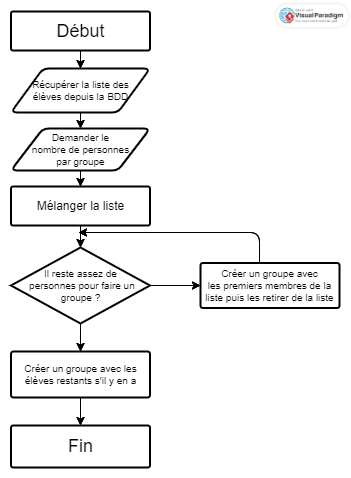 Visual Paradigm
Début
Récupérer la liste des
élèves depuis la BDD
Demander le
nombre de personnes
par groupe
Mélanger la liste
Il reste assez de
personnes pour faire un
groupe ?
Créer un groupe avec
les premiers membres de la
liste puis les retirer de la liste
Créer un groupe avec les
élèves restants s'il y en a
Fin